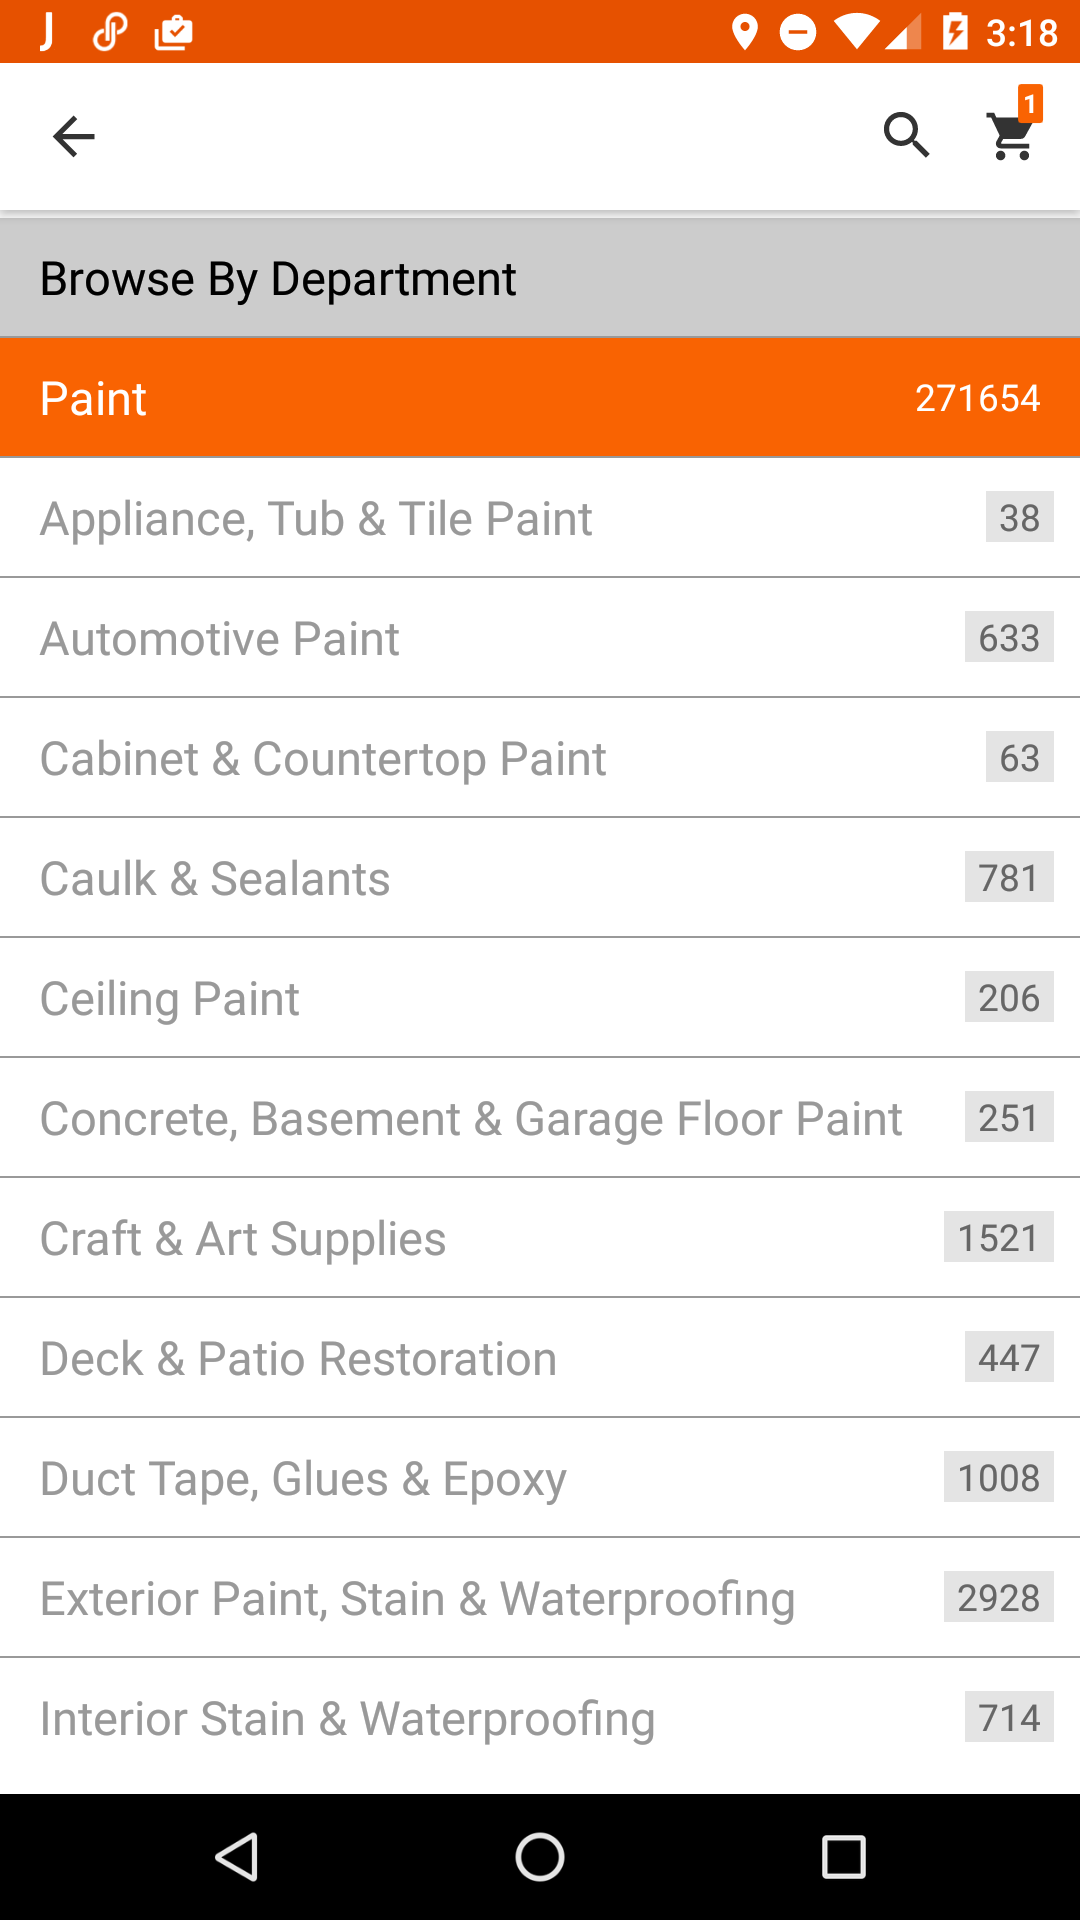 3:18
1
Browse By Department
Paint 271654
Appliance, Tub & Tile Paint 38
Automotive Paint 633
Cabinet & Countertop Paint 63
Caulk & Sealants 781
Ceiling Paint 206
Concrete, Basement & Garage Floor Paint 251
Craft & Art Supplies 1521
Deck & Patio Restoration 447
Duct Tape, Glues & Epoxy 1008
Exterior Paint, Stain & Waterproofing 2928
Interior Stain & Waterproofing 714